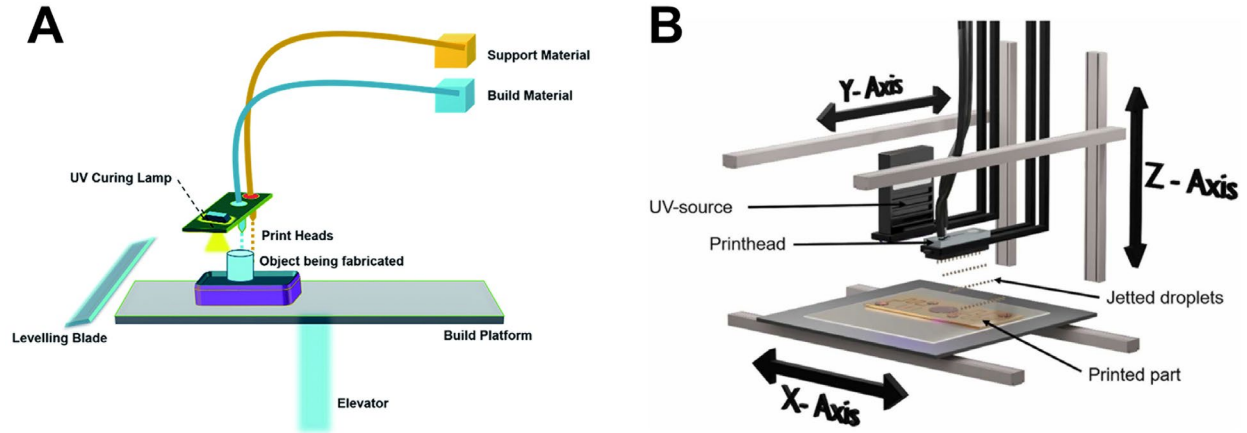 A
Support Material
Build Material
UV Curing Lamp
Print Heads
Object being fabricated
Levelling Blade
Build Platform
Elevator
B
Y- Axis
Z - Axis
UV-source
Printhead
Jetted droplets
Printed part
X- Axis